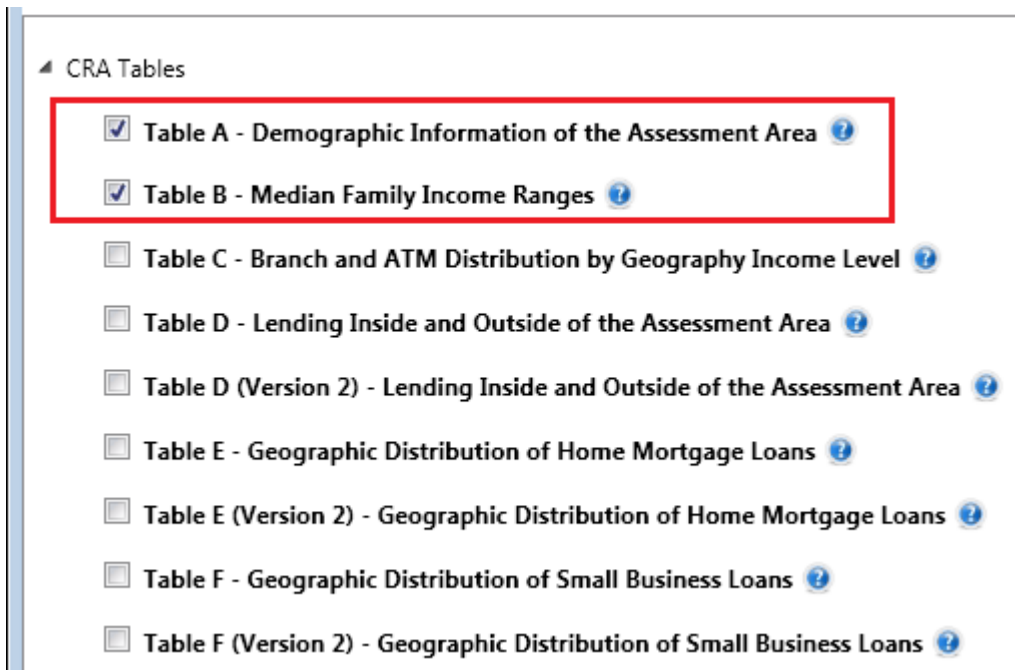 CRA Tables
Table A - Demographic Information of the Assessment Area
Table B - Median Family Income Ranges
Table C - Branch and ATM Distribution by Geography Income Level
Table D - Lending Inside and Outside of the Assessment Area
Table D (Version 2) - Lending Inside and Outside of the Assessment Area
Table E - Geographic Distribution of Home Mortgage Loans
Table E (Version 2) - Geographic Distribution of Home Mortgage Loans
Table F - Geographic Distribution of Small Business Loans
Table F (Version 2) - Geographic Distribution of Small Business Loans